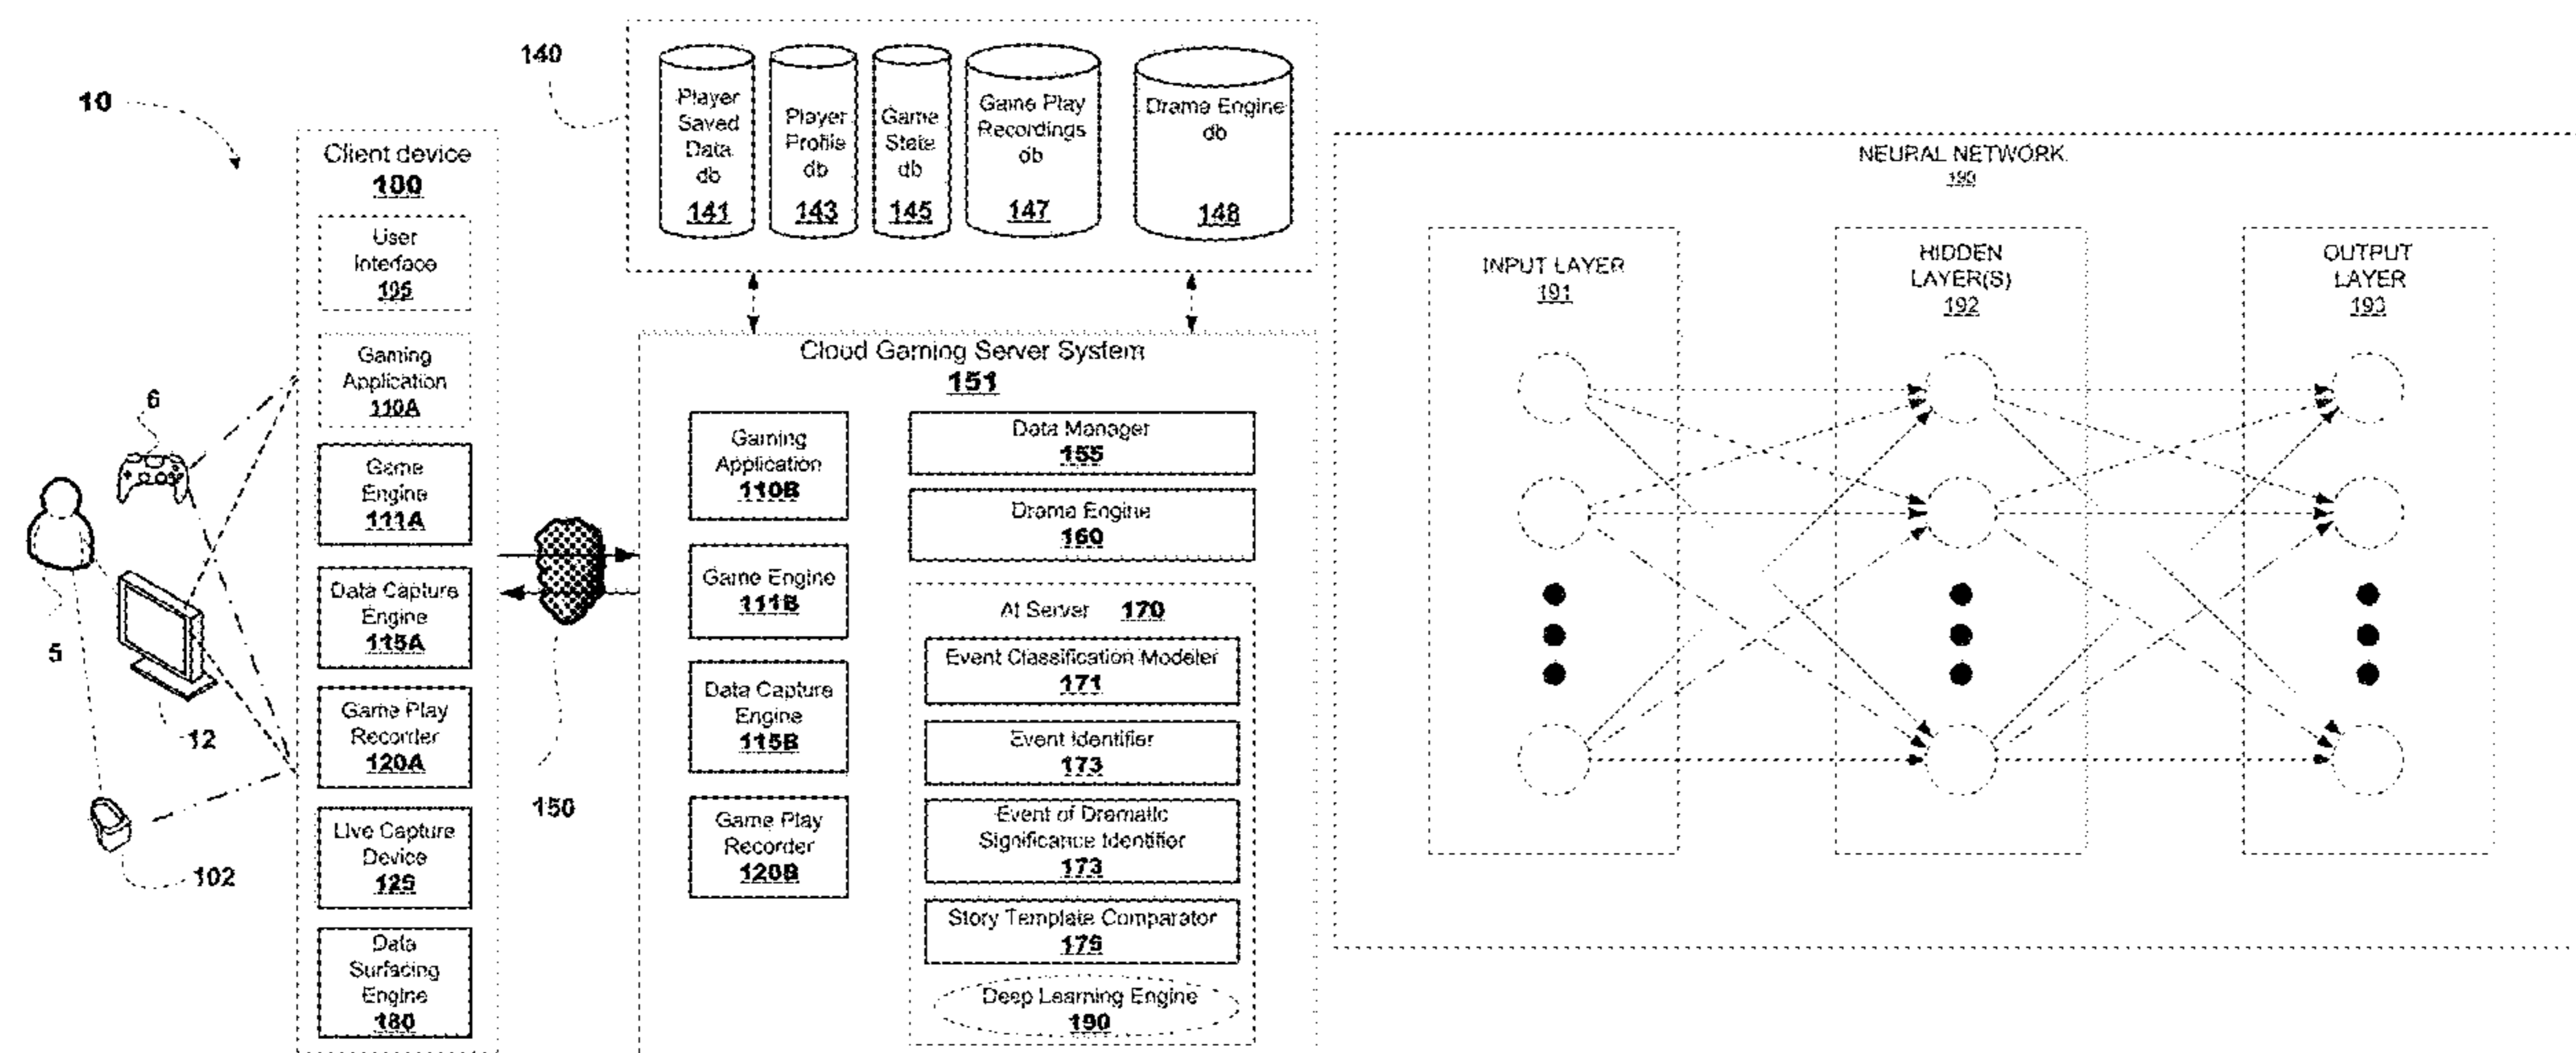 10
140
Player
Saved
Data
db
141
Player
Profile
db
143
Game
State
db
145
Game Play
Recordings
db
147
Drama Engine
db
148
Client device
100
User
Interface
105
Gaming
Application
110A
Game
Engine
111A
Data Capture
Engine
115A
Game Play
Recorder
120A
Live Capture
Device
125
Data
Surfacing
Engine
180
6
5
12
102
150
Cloud Gaming Server System
151
Gaming
Application
110B
Game Engine
111B
Data Capture
Engine
115B
Game Play
Recorder
120B
Data Manager
155
Drama Engine
160
AI Server 170
Event Classification Modeler
171
Event Identifier
173
Event of Dramatic
Significance Identifier
173
Story Template Comparator
175
Deep Learning Engine
190
NEURAL NETWORK
190
INPUT LAYER
191
HIDDEN
LAYER(S)
192
OUTPUT
LAYER
193